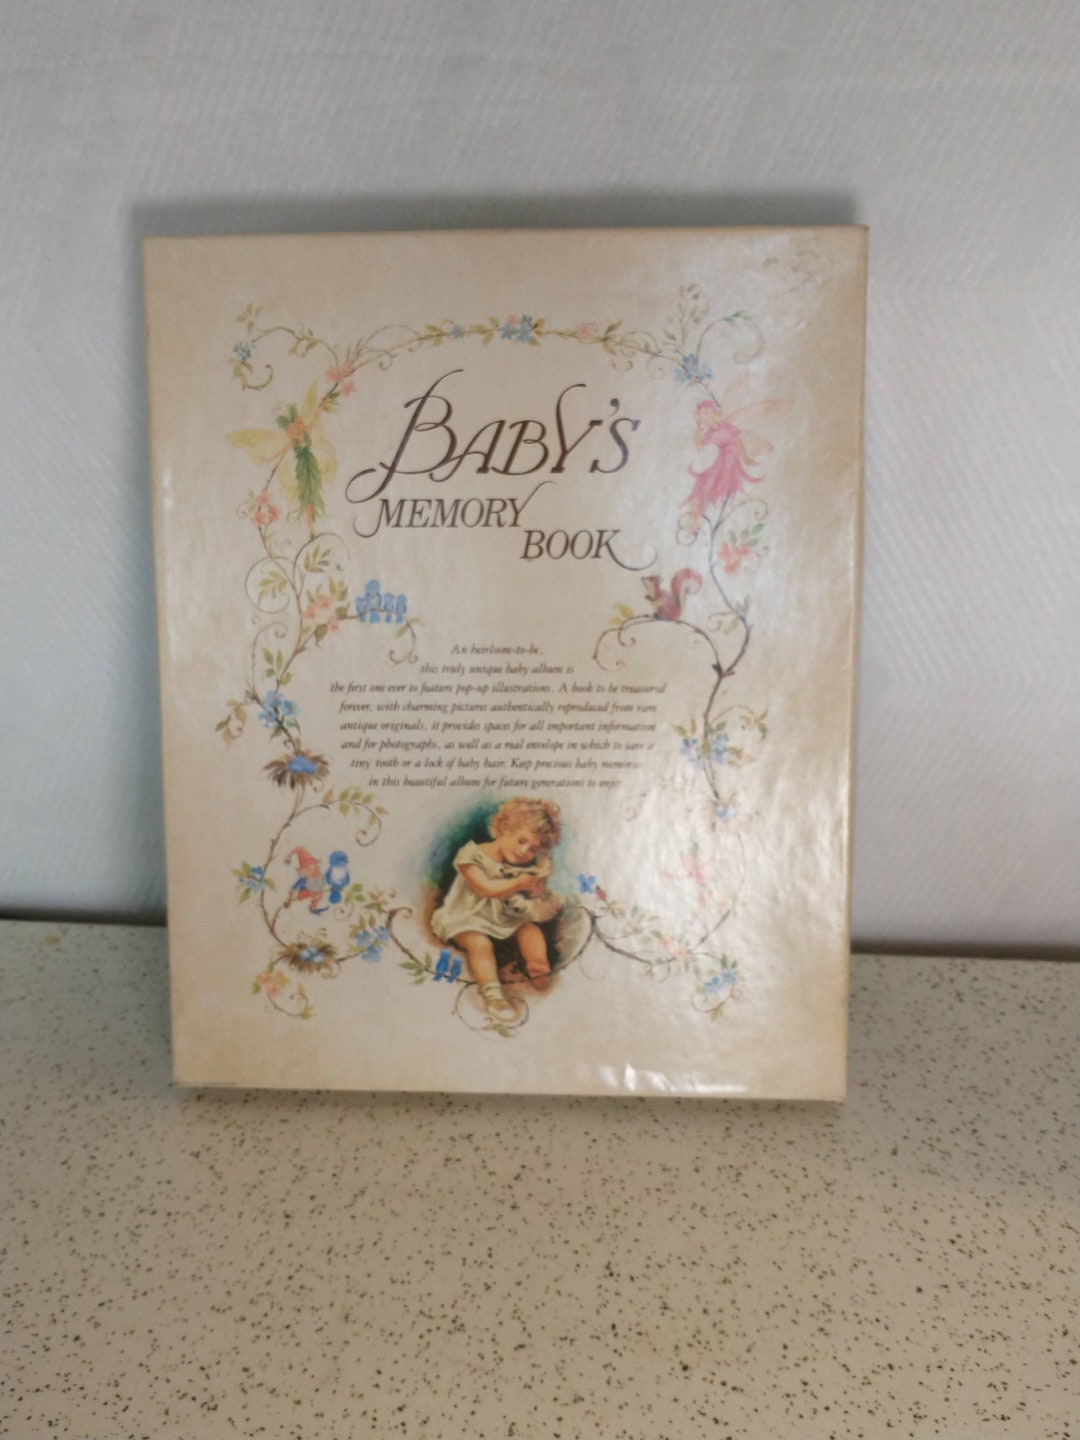 BABY'S
MEMORY
BOOK
An heirloom-to-be,
this truly unique baby album is
the first one ever to feature pop-up illustrations. A book to be treasured
forever, with charming pictures authentically reproduced from rare
antique originals, it provides spaces for all important information
and for photographs, as well as a real envelope in which to save a
tiny tooth or a lock of baby hair. Keep precious baby memories
in this beautiful album for future generations to enjoy